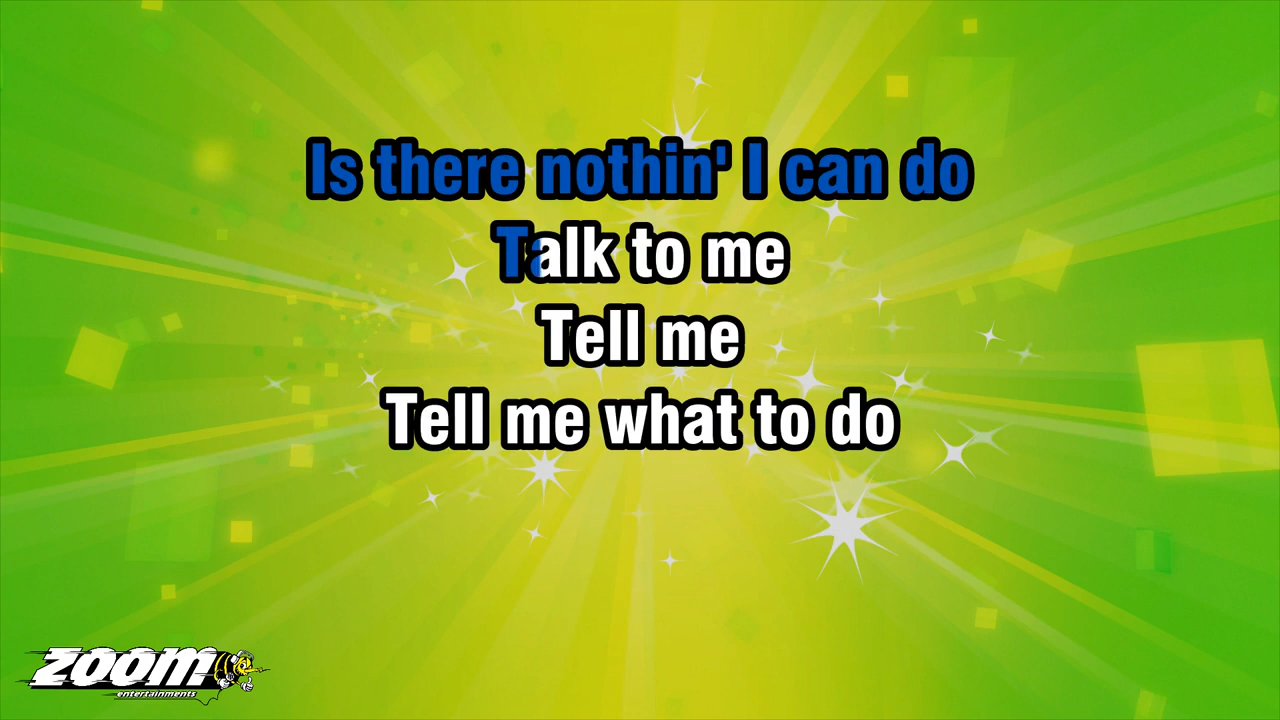 Is there nothin' I can do
Talk to me
Tell me
Tell me what to do
ZOOM
entertainments